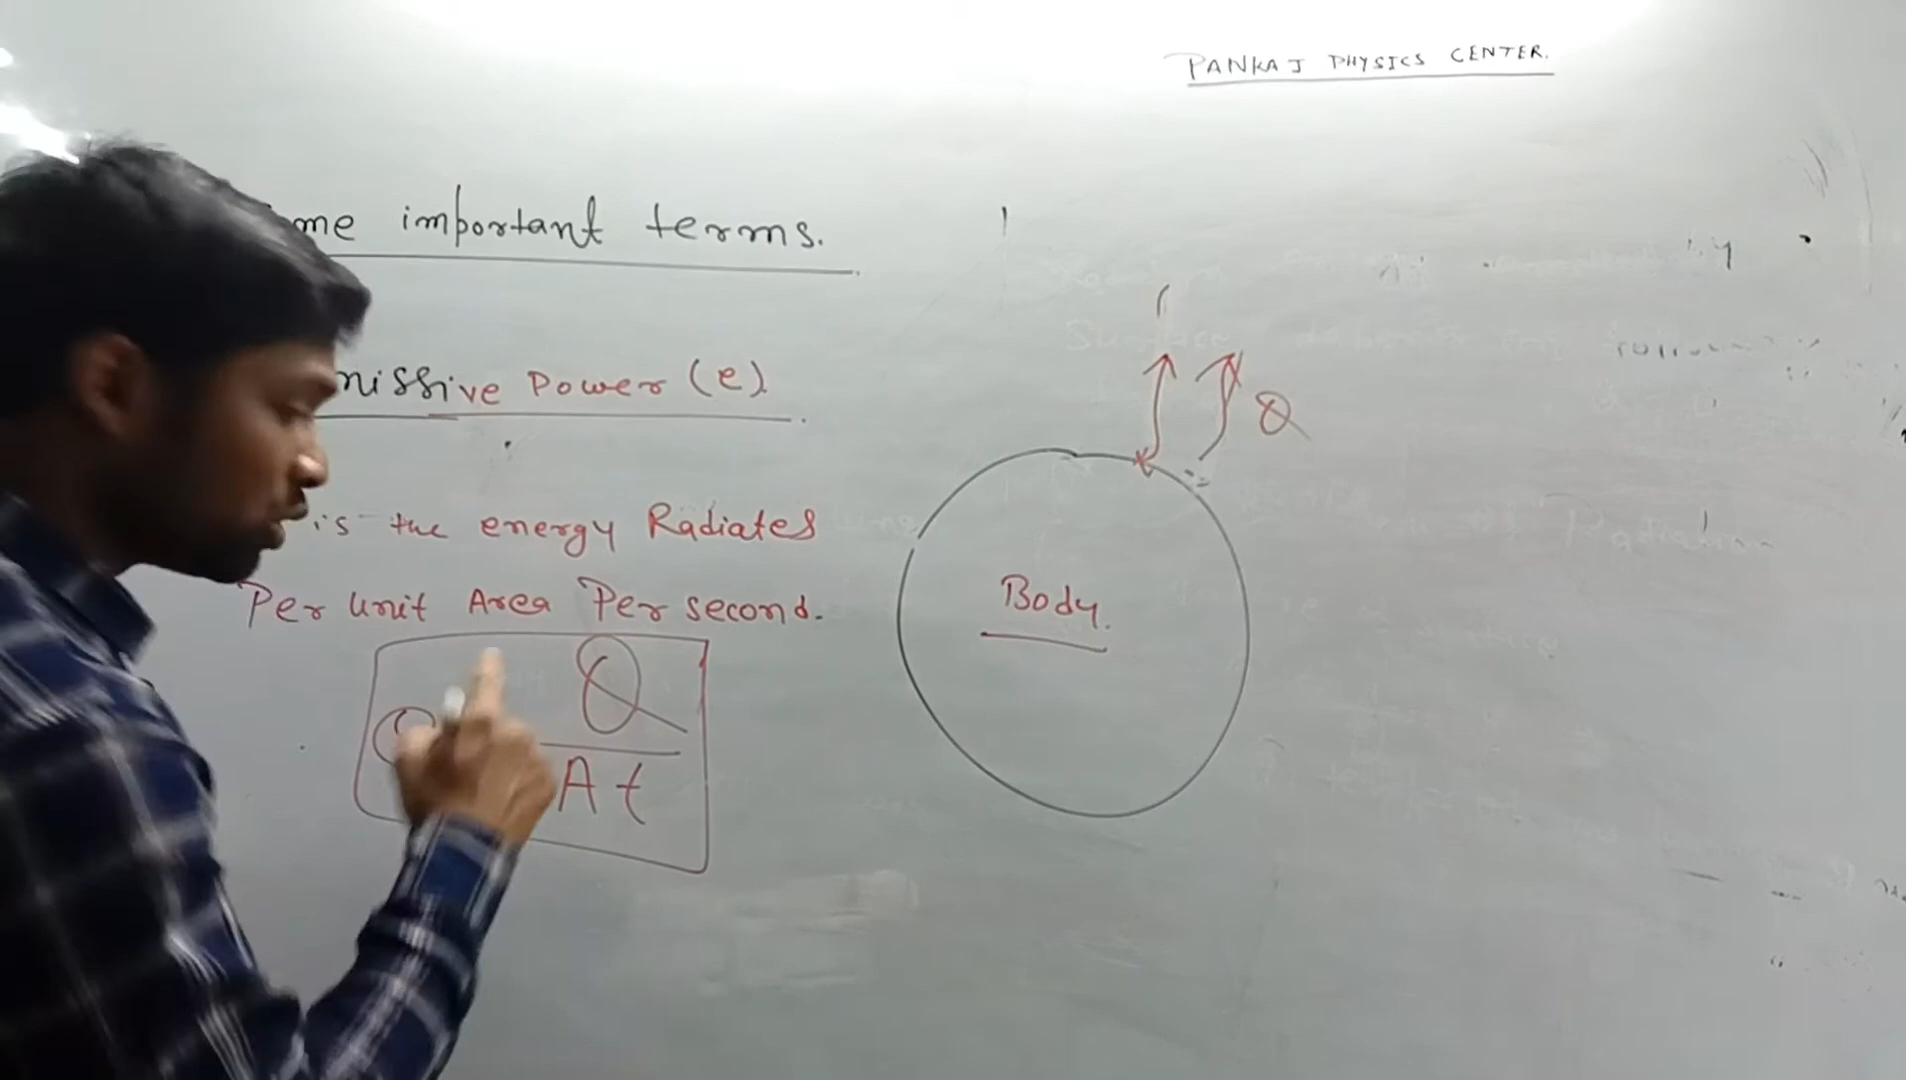 PANKAJ PHYSICS CENTER.
me important terms.
missive Power (e).
is the energy Radiates
Per unit Area Per second.
Q
At
Q
Body.
Radiation